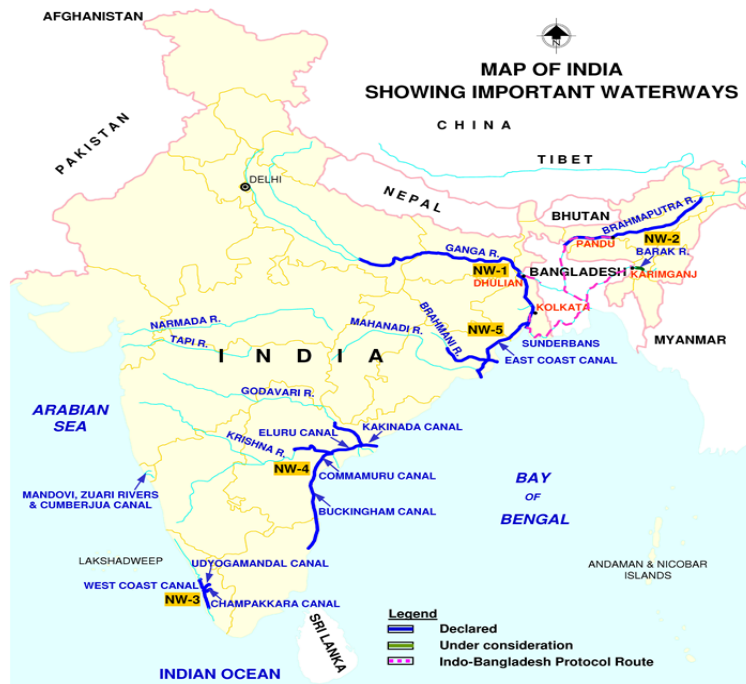 AFGHANISTAN
N
MAP OF INDIA
SHOWING IMPORTANT WATERWAYS
CHINA
PAKISTAN
TIBET
DELHI
NEPAL
BHUTAN
BRAHMAPUTRA R.
PANDU
NW-2
GANGA R.
BARAK R.
NW-1
BANGLADESH
KARIMGANJ
DHULIAN
KOLKATA
NARMADA R.
MAHANADI R.
BRAHMANI R.
NW-5
TAPI R.
SUNDERBANS
MYANMAR
INDIA
EAST COAST CANAL
GODAVARI R.
ARABIAN
SEA
ELURU CANAL
KAKINADA CANAL
KRISHNA R.
NW-4
COMMAMURU CANAL
BAY
OF
BENGAL
MANDOVI, ZUARI RIVERS
& CUMBERJUA CANAL
BUCKINGHAM CANAL
LAKSHADWEEP
UDYOGAMANDAL CANAL
ANDAMAN & NICOBAR
ISLANDS
WEST COAST CANAL
NW-3
CHAMPAKKARA CANAL
SRI LANKA
Legend
Declared
Under consideration
Indo-Bangladesh Protocol Route
INDIAN OCEAN